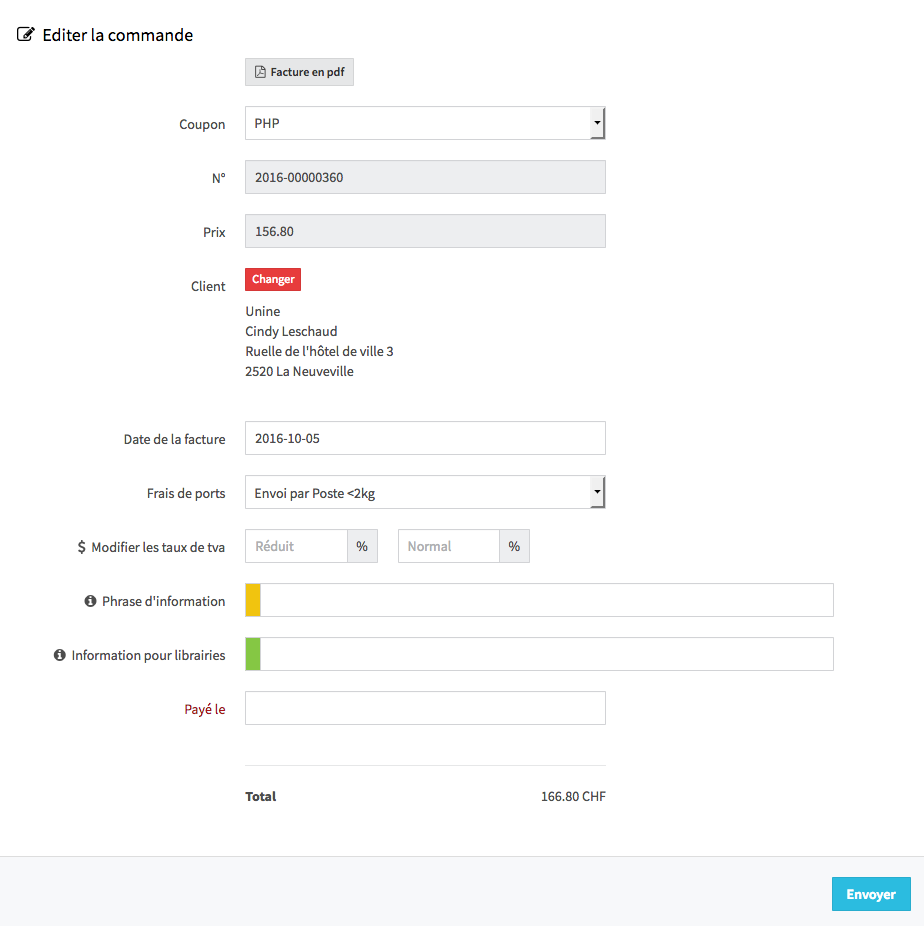 Editer la commande
Facture en pdf
Coupon PHP
N° 2016-00000360
Prix 156.80
Client Changer
Unine
Cindy Leschaud
Ruelle de l'hôtel de ville 3
2520 La Neuveville
Date de la facture 2016-10-05
Frais de ports Envoi par Poste <2kg
$ Modifier les taux de tva Réduit % Normal %
Phrase d'information
Information pour librairies
Payé le
Total 166.80 CHF
Envoyer